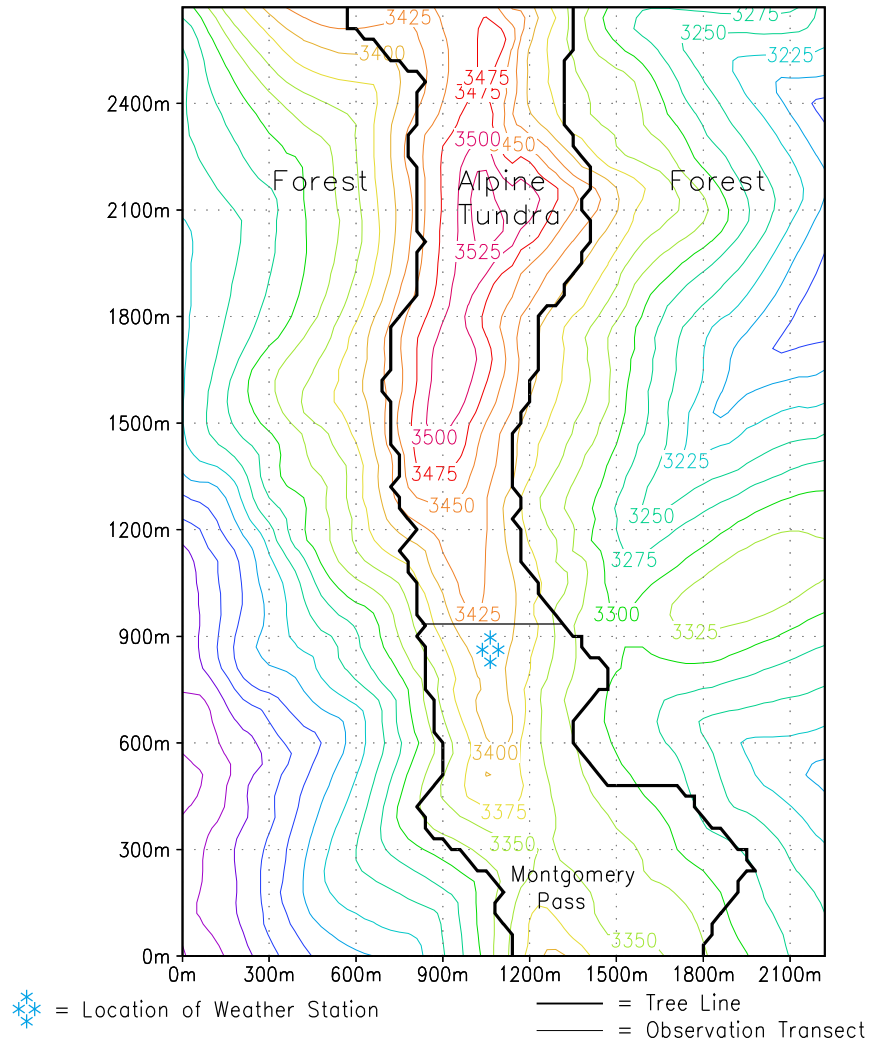 3425
3275
3250
3400
3225
3475
3475
2400m
3500
3450
Forest
Alpine
Forest
2100m
Tundra
3525
1800m
1500m
3500
3225
3475
3450
1200m
3250
3275
3425
3300
3325
900m
600m
3400
3375
3350
300m
Montgomery
Pass
3350
0m
0m 300m 600m 900m 1200m 1500m 1800m 2100m
= Location of Weather Station
= Tree Line
= Observation Transect